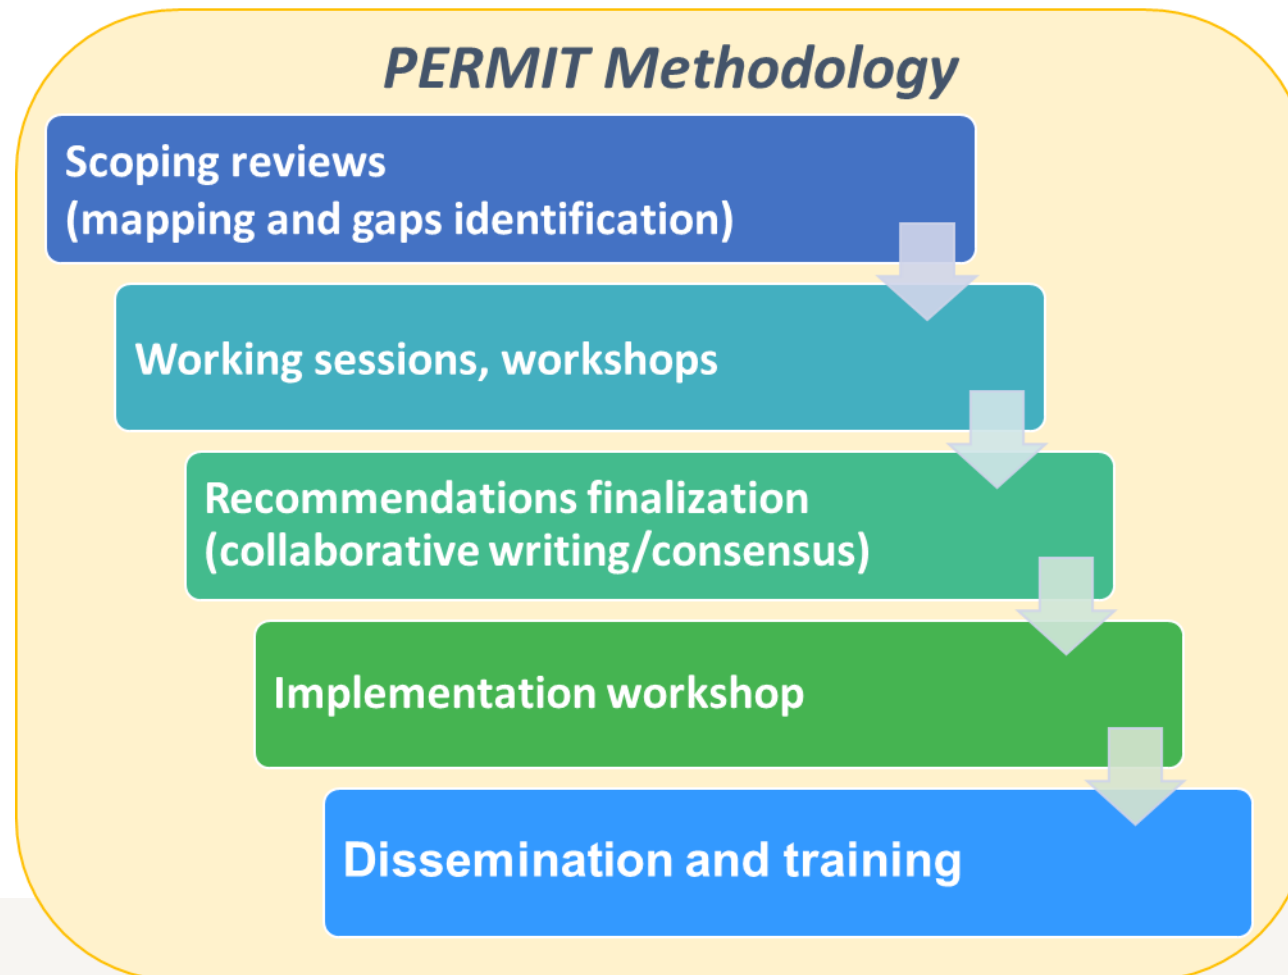 PERMIT Methodology
Scoping reviews
(mapping and gaps identification)
Working sessions, workshops
Recommendations finalization
(collaborative writing/consensus)
Implementation workshop
Dissemination and training